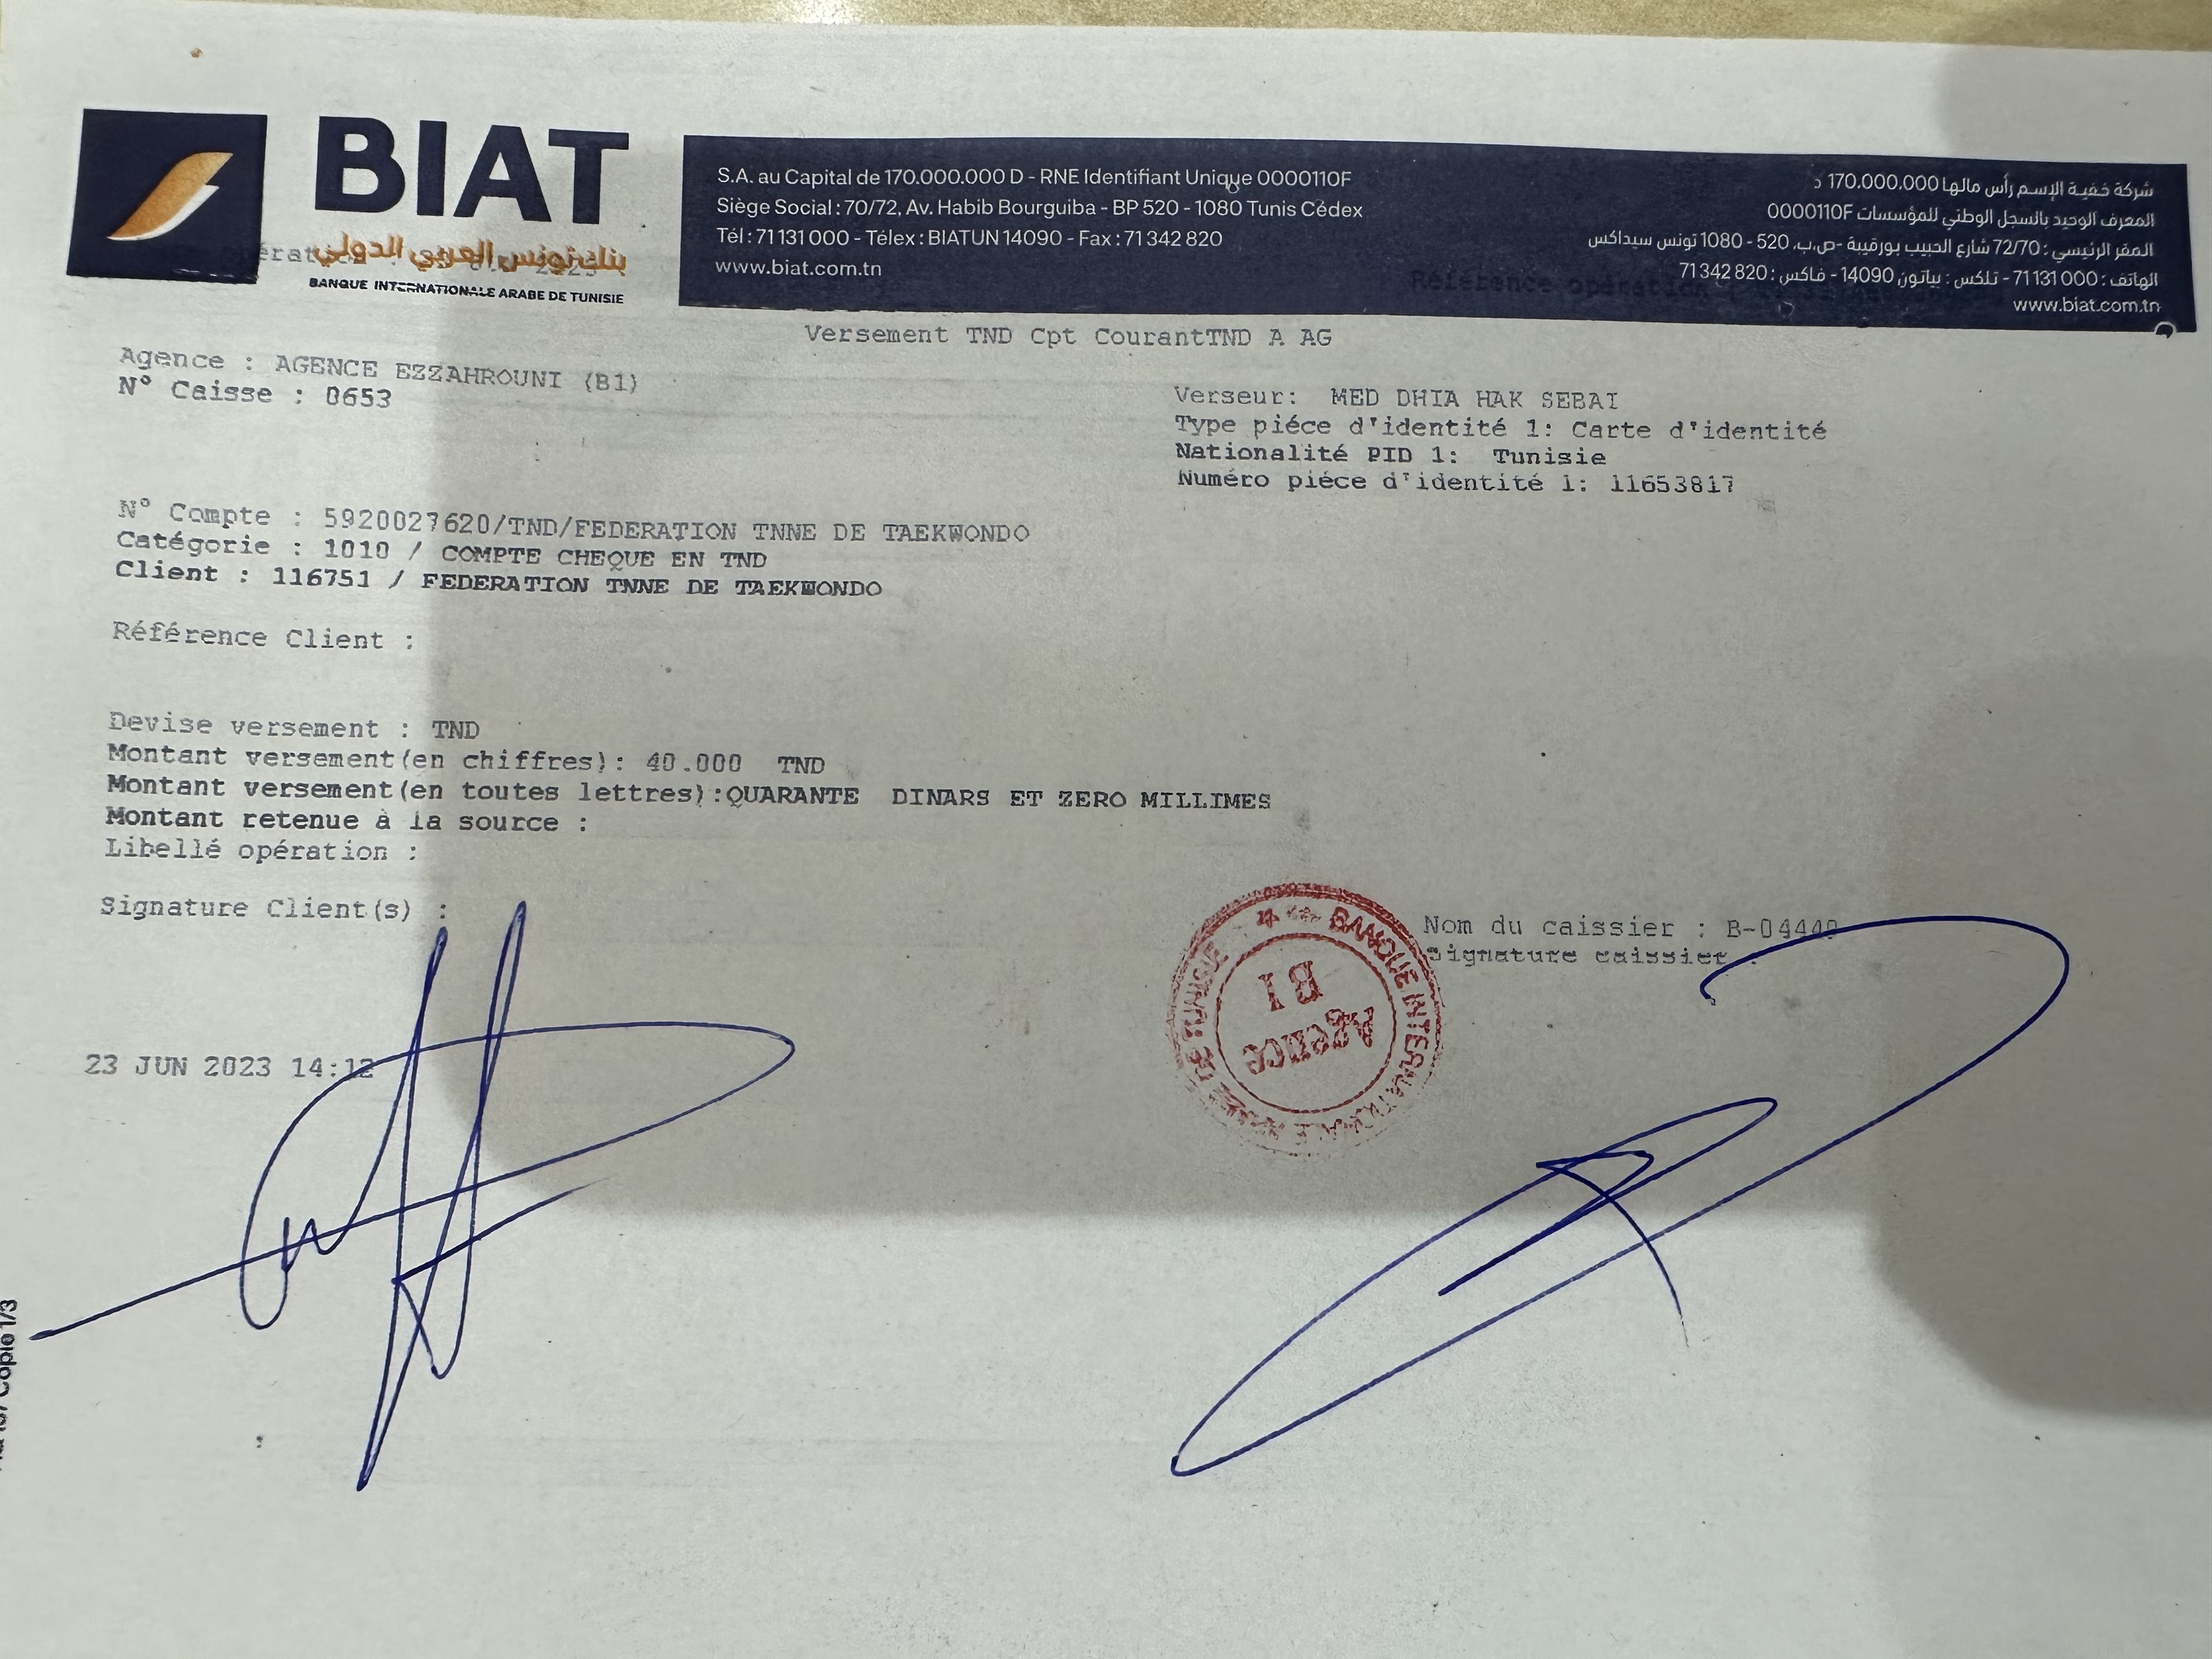 BIAT
بنك تونس العربي الدولي
BANQUE INTERNATIONALE ARABE DE TUNISIE
S.A. au Capital de 170.000.000 D - RNE Identifiant Unique 0000110F
Siège Social : 70/72, Av. Habib Bourguiba - BP 520 - 1080 Tunis Cédex
Tél : 71 131 000 - Télex : BIATUN 14090 - Fax : 71 342 820
www.biat.com.tn
شركة خفية الإسم رأس مالها 170.000.000 د
المعرف الوحيد بالسجل الوطني للمؤسسات 0000110F
المقر الرئيسي : 72/70 شارع الحبيب بورقيبة -ص.ب. 520 - 1080 تونس سيداكس
الهاتف : 71 131 000 - تلكس : بياتون 14090 - فاكس : 71 342 820
www.biat.com.tn
Référence opération
Versement TND Cpt CourantTND A AG
Agence : AGENCE EZZAHROUNI (B1)
N° Caisse : 0653
Verseur: MED DHIA HAK SEBAI
Type piéce d'identité 1: Carte d'identité
Nationalité PID 1: Tunisie
Numéro piéce d'identité 1: 11653817
N° Compte : 5920027620/TND/FEDERATION TNNE DE TAEKWONDO
Catégorie : 1010 / COMPTE CHEQUE EN TND
Client : 116751 / FEDERATION TNNE DE TAEKWONDO
Référence Client :
Devise versement : TND
Montant versement(en chiffres): 40.000 TND
Montant versement(en toutes lettres):QUARANTE DINARS ET ZERO MILLIMES
Montant retenue à la source :
Libellé opération :
Signature Client(s) :
Nom du caissier : B-04440
Signature caissier :
BANQUE INTERNATIONALE ARABE DE TUNISIE
B1
Agence
23 JUN 2023 14:12
Copie 1/3